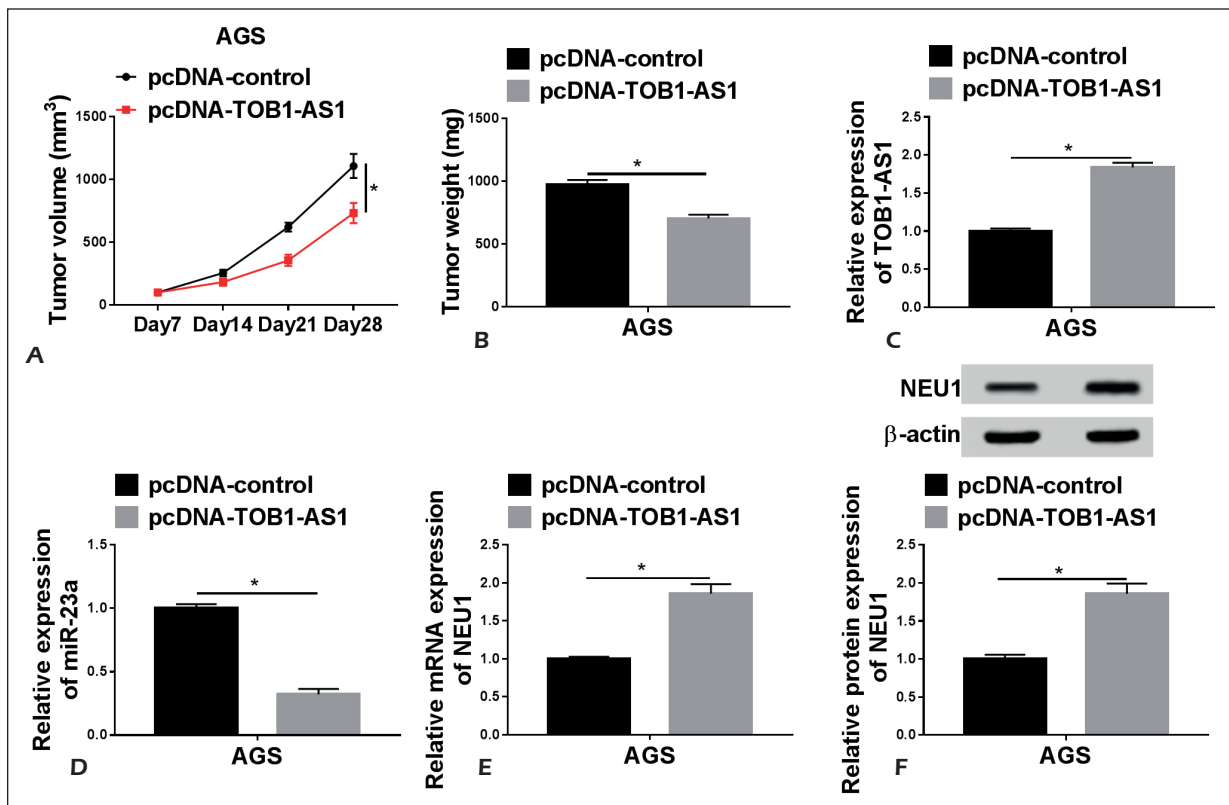 AGS
pcDNA-control
pcDNA-TOB1-AS1
Tumor volume (mm³)
1500
1000
500
0
*
Day7 Day14 Day21 Day28
A
pcDNA-control
pcDNA-TOB1-AS1
Tumor weight (mg)
1500
1000
500
0
*
AGS
B
pcDNA-control
pcDNA-TOB1-AS1
Relative expression
of TOB1-AS1
2.5
2.0
1.5
1.0
0.5
0.0
*
AGS
C
pcDNA-control
pcDNA-TOB1-AS1
Relative expression
of miR-23a
1.5
1.0
0.5
0.0
*
AGS
D
pcDNA-control
pcDNA-TOB1-AS1
Relative mRNA expression
of NEU1
2.5
2.0
1.5
1.0
0.5
0.0
*
AGS
E
NEU1
β-actin
pcDNA-control
pcDNA-TOB1-AS1
Relative protein expression
of NEU1
2.5
2.0
1.5
1.0
0.5
0.0
*
AGS
F